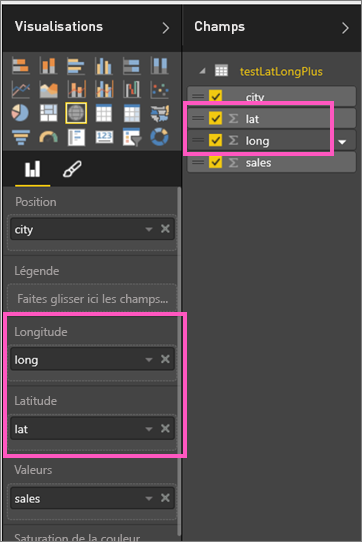 Visualisations
Position
city
Légende
Faites glisser ici les champs...
Longitude
long
Latitude
lat
Valeurs
sales
Saturation de la couleur
Champs
testLatLongPlus
city
Σ lat
Σ long
Σ sales